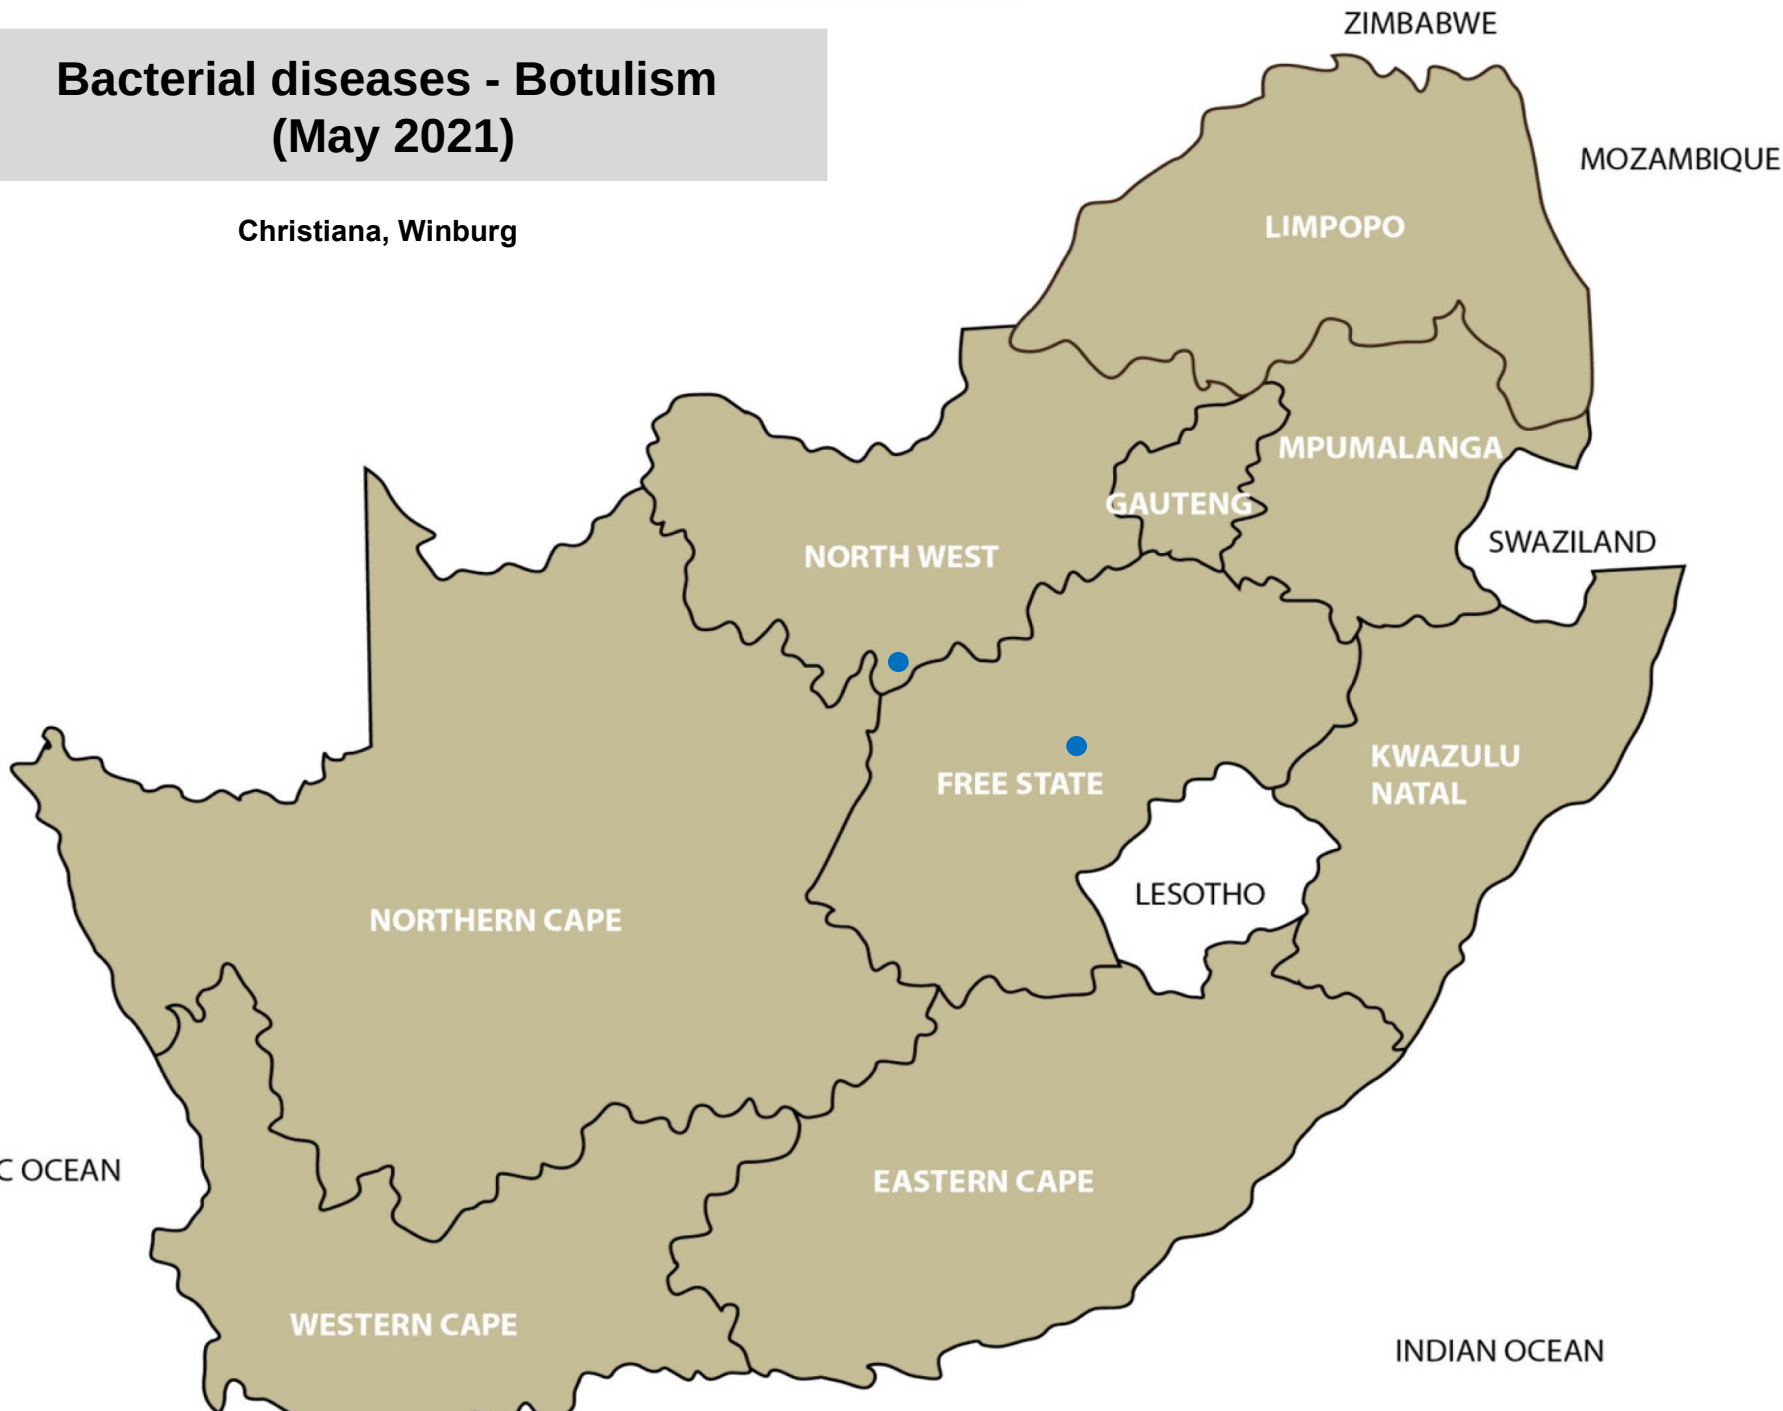 ZIMBABWE
Bacterial diseases - Botulism
(May 2021)
MOZAMBIQUE
Christiana, Winburg
LIMPOPO
MPUMALANGA
GAUTENG
SWAZILAND
NORTH WEST
KWAZULU
NATAL
FREE STATE
LESOTHO
NORTHERN CAPE
C OCEAN
EASTERN CAPE
WESTERN CAPE
INDIAN OCEAN